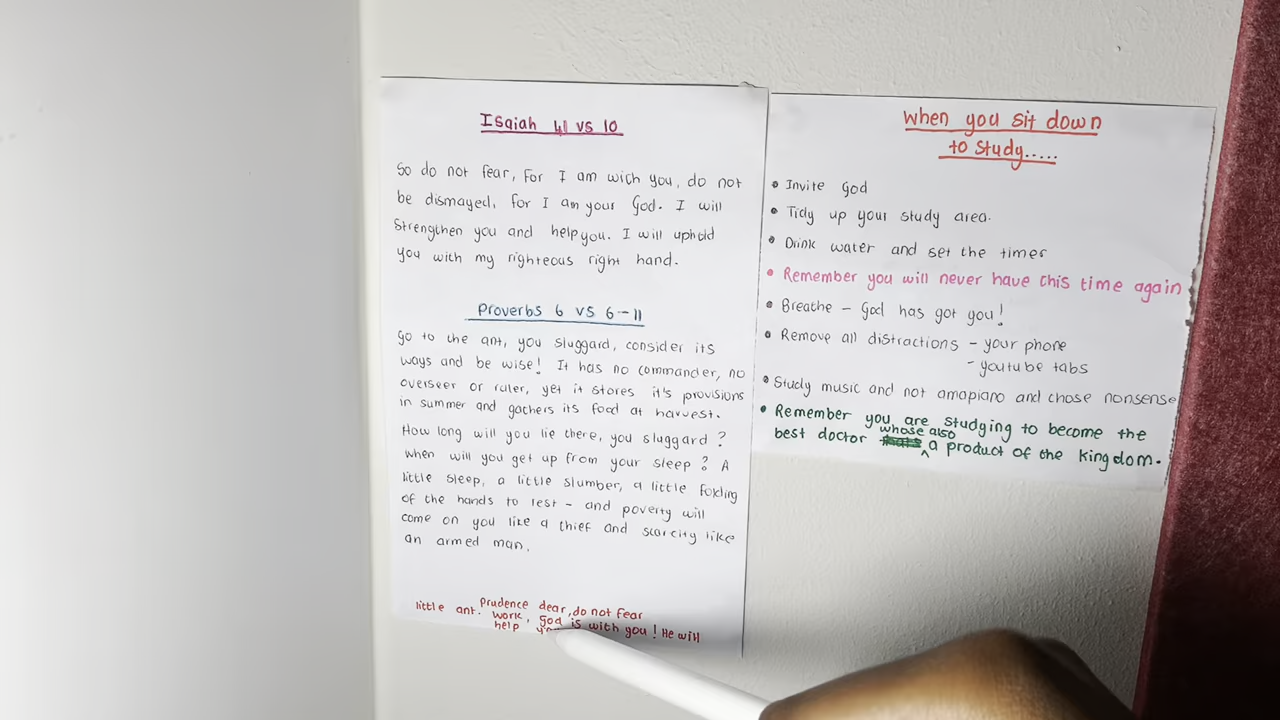 Isaiah 41 vs 10
So do not fear, for I am with you, do not
be dismayed, for I am your God. I will
strengthen you and help you. I will uphold
you with my righteous right hand.
Proverbs 6 vs 6-11
Go to the ant, you sluggard, consider its
ways and be wise! It has no commander, no
overseer or ruler, yet it stores it's provisions
in summer and gathers its food at harvest.
How long will you lie there, you sluggard?
when will you get up from your sleep? A
little sleep, a little slumber, a little folding
of the hands to rest - and poverty will
come on you like a thief and scarcity like
an armed man.
Prudence dear, do not fear
little ant. work, God is with you! He will
help
When you sit down
to study.....
• Invite God
• Tidy up your study area.
• Drink water and set the timers
• Remember you will never have this time again
• Breathe - God has got you!
• Remove all distractions - your phone
- youtube tabs
• Study music and not amapiano and those nonsense
• Remember you are studying to become the
best doctor whose also a product of the kingdom.